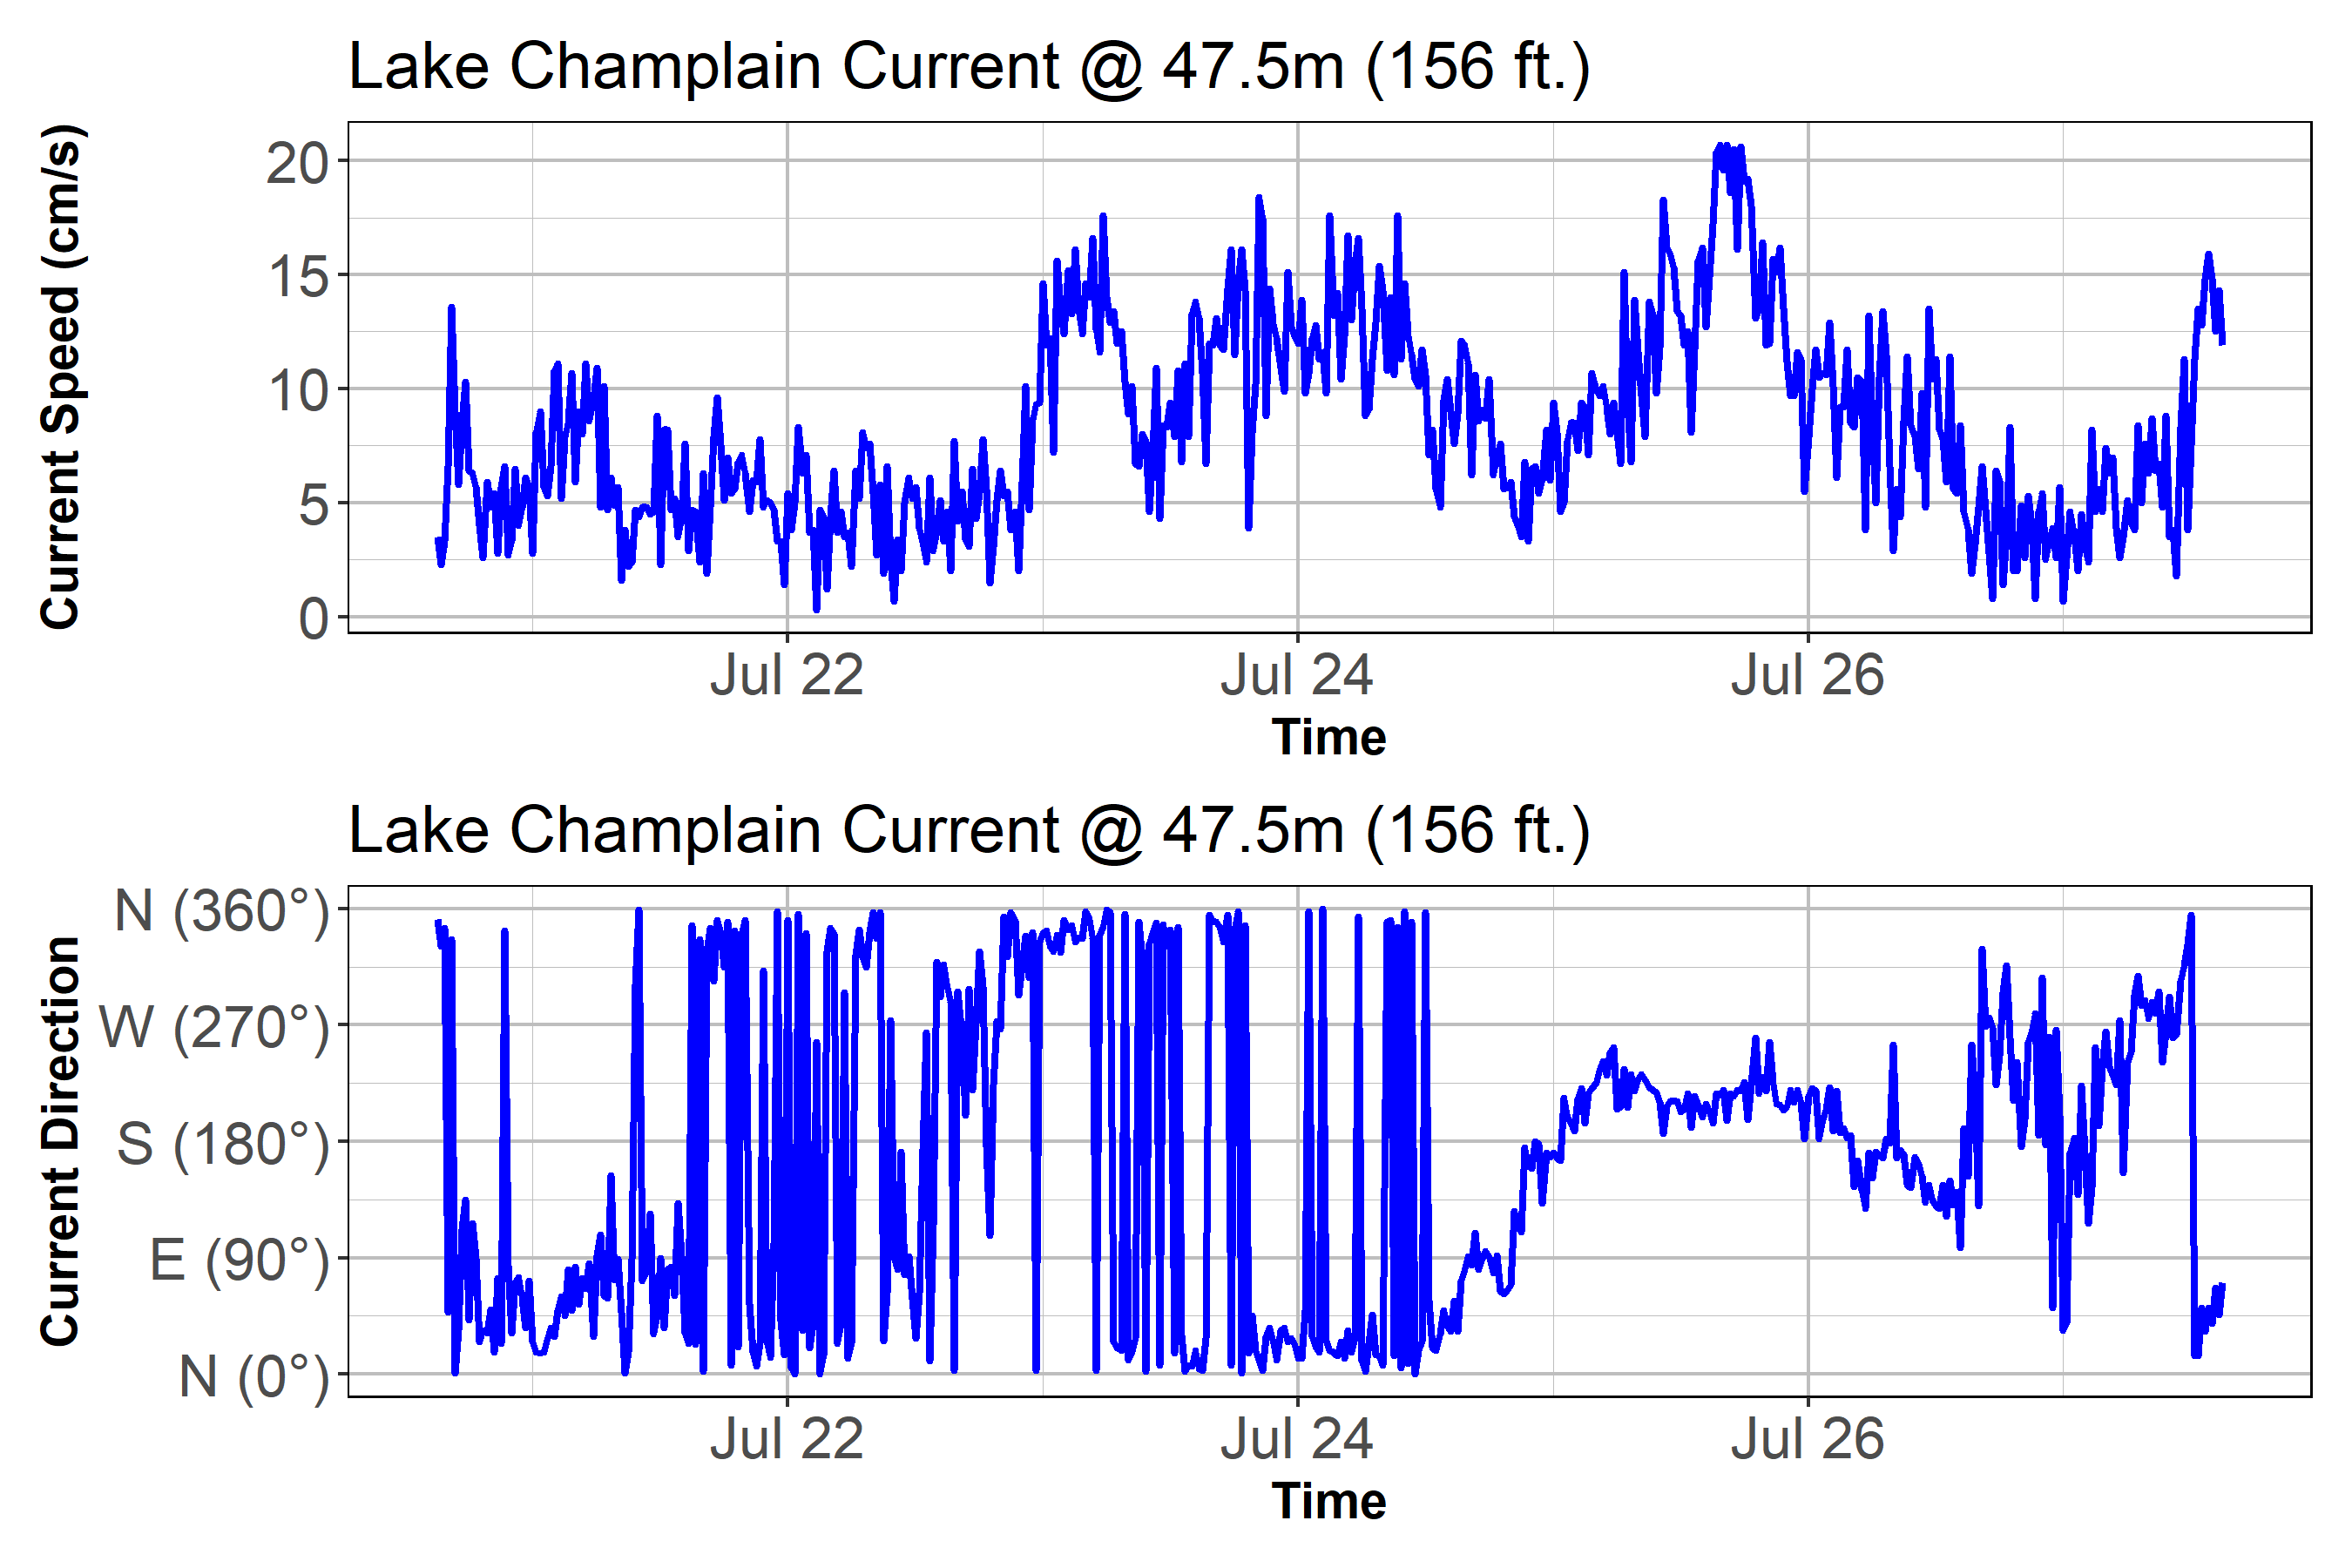 Lake Champlain Current @ 47.5m (156 ft.)
Current Speed (cm/s)
20
15
10
5
0
Jul 22
Jul 24
Jul 26
Time
Lake Champlain Current @ 47.5m (156 ft.)
Current Direction
N (360°)
W (270°)
S (180°)
E (90°)
N (0°)
Jul 22
Jul 24
Jul 26
Time